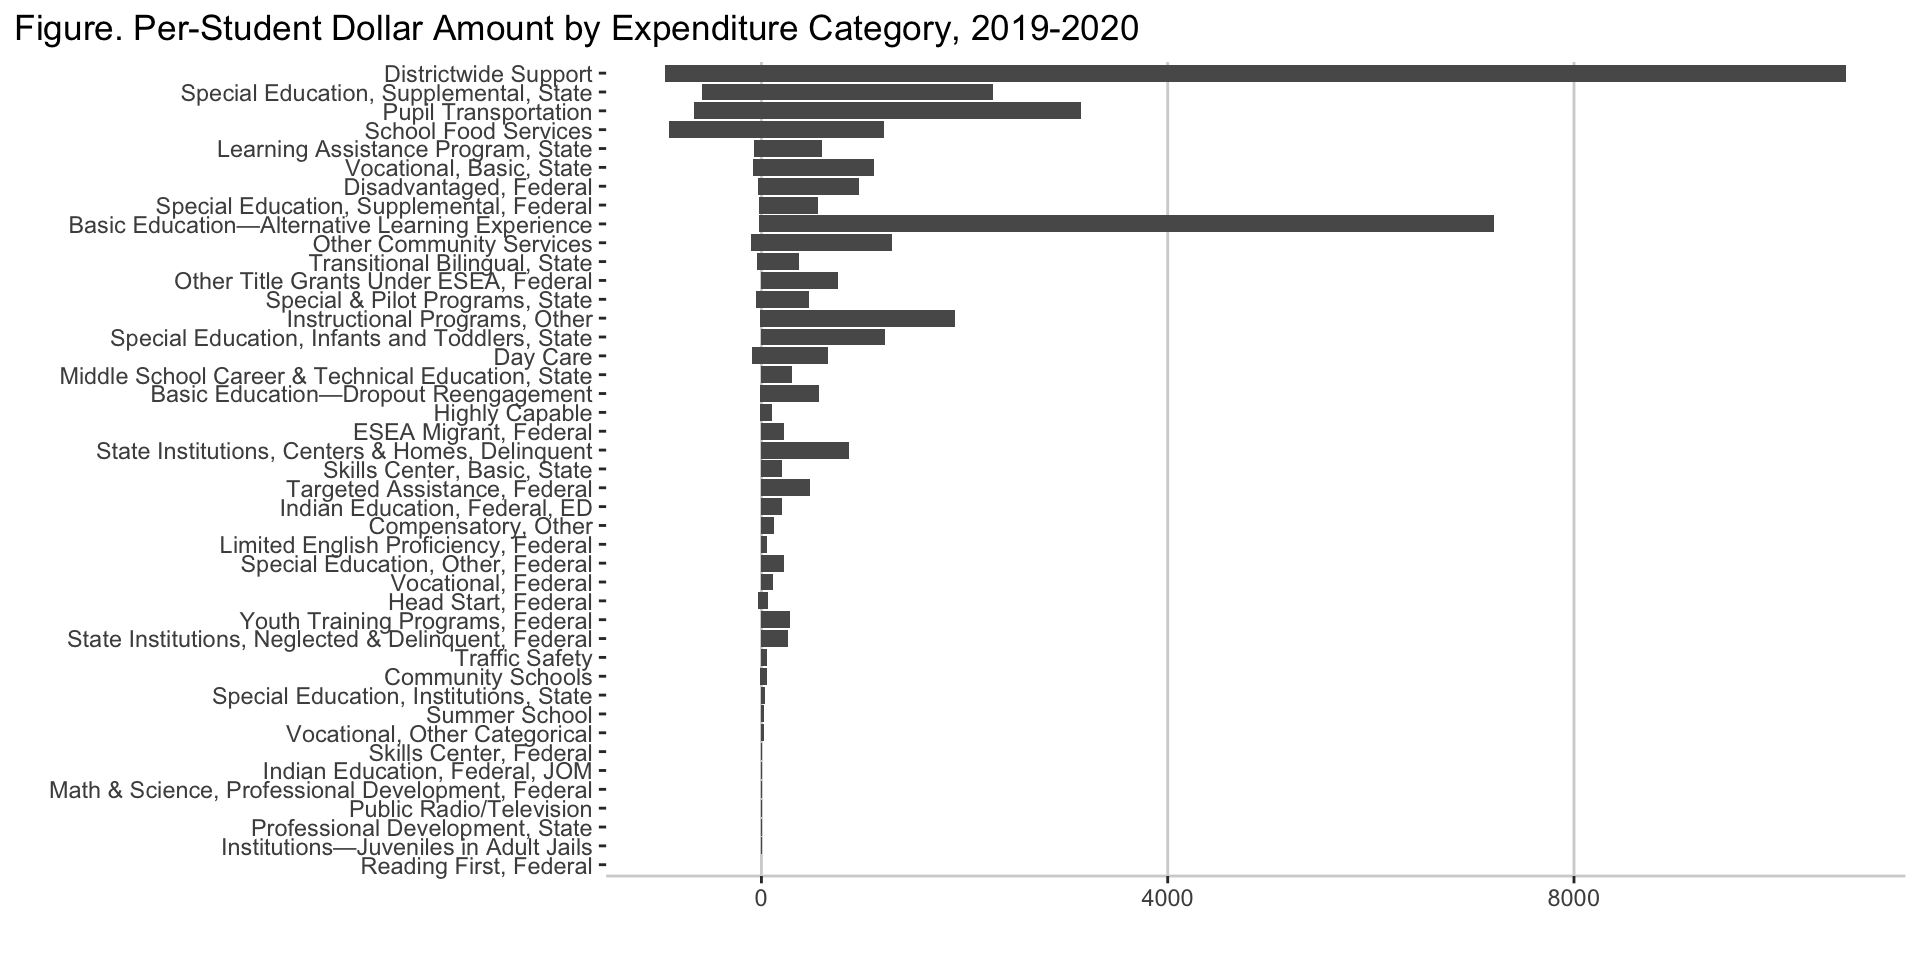 Figure. Per-Student Dollar Amount by Expenditure Category, 2019-2020
Districtwide Support
Special Education, Supplemental, State
Pupil Transportation
School Food Services
Learning Assistance Program, State
Vocational, Basic, State
Disadvantaged, Federal
Special Education, Supplemental, Federal
Basic Education—Alternative Learning Experience
Other Community Services
Transitional Bilingual, State
Other Title Grants Under ESEA, Federal
Special & Pilot Programs, State
Instructional Programs, Other
Special Education, Infants and Toddlers, State
Day Care
Middle School Career & Technical Education, State
Basic Education—Dropout Reengagement
Highly Capable
ESEA Migrant, Federal
State Institutions, Centers & Homes, Delinquent
Skills Center, Basic, State
Targeted Assistance, Federal
Indian Education, Federal, ED
Compensatory, Other
Limited English Proficiency, Federal
Special Education, Other, Federal
Vocational, Federal
Head Start, Federal
Youth Training Programs, Federal
State Institutions, Neglected & Delinquent, Federal
Traffic Safety
Community Schools
Special Education, Institutions, State
Summer School
Vocational, Other Categorical
Skills Center, Federal
Indian Education, Federal, JOM
Math & Science, Professional Development, Federal
Public Radio/Television
Professional Development, State
Institutions—Juveniles in Adult Jails
Reading First, Federal
0 4000 8000